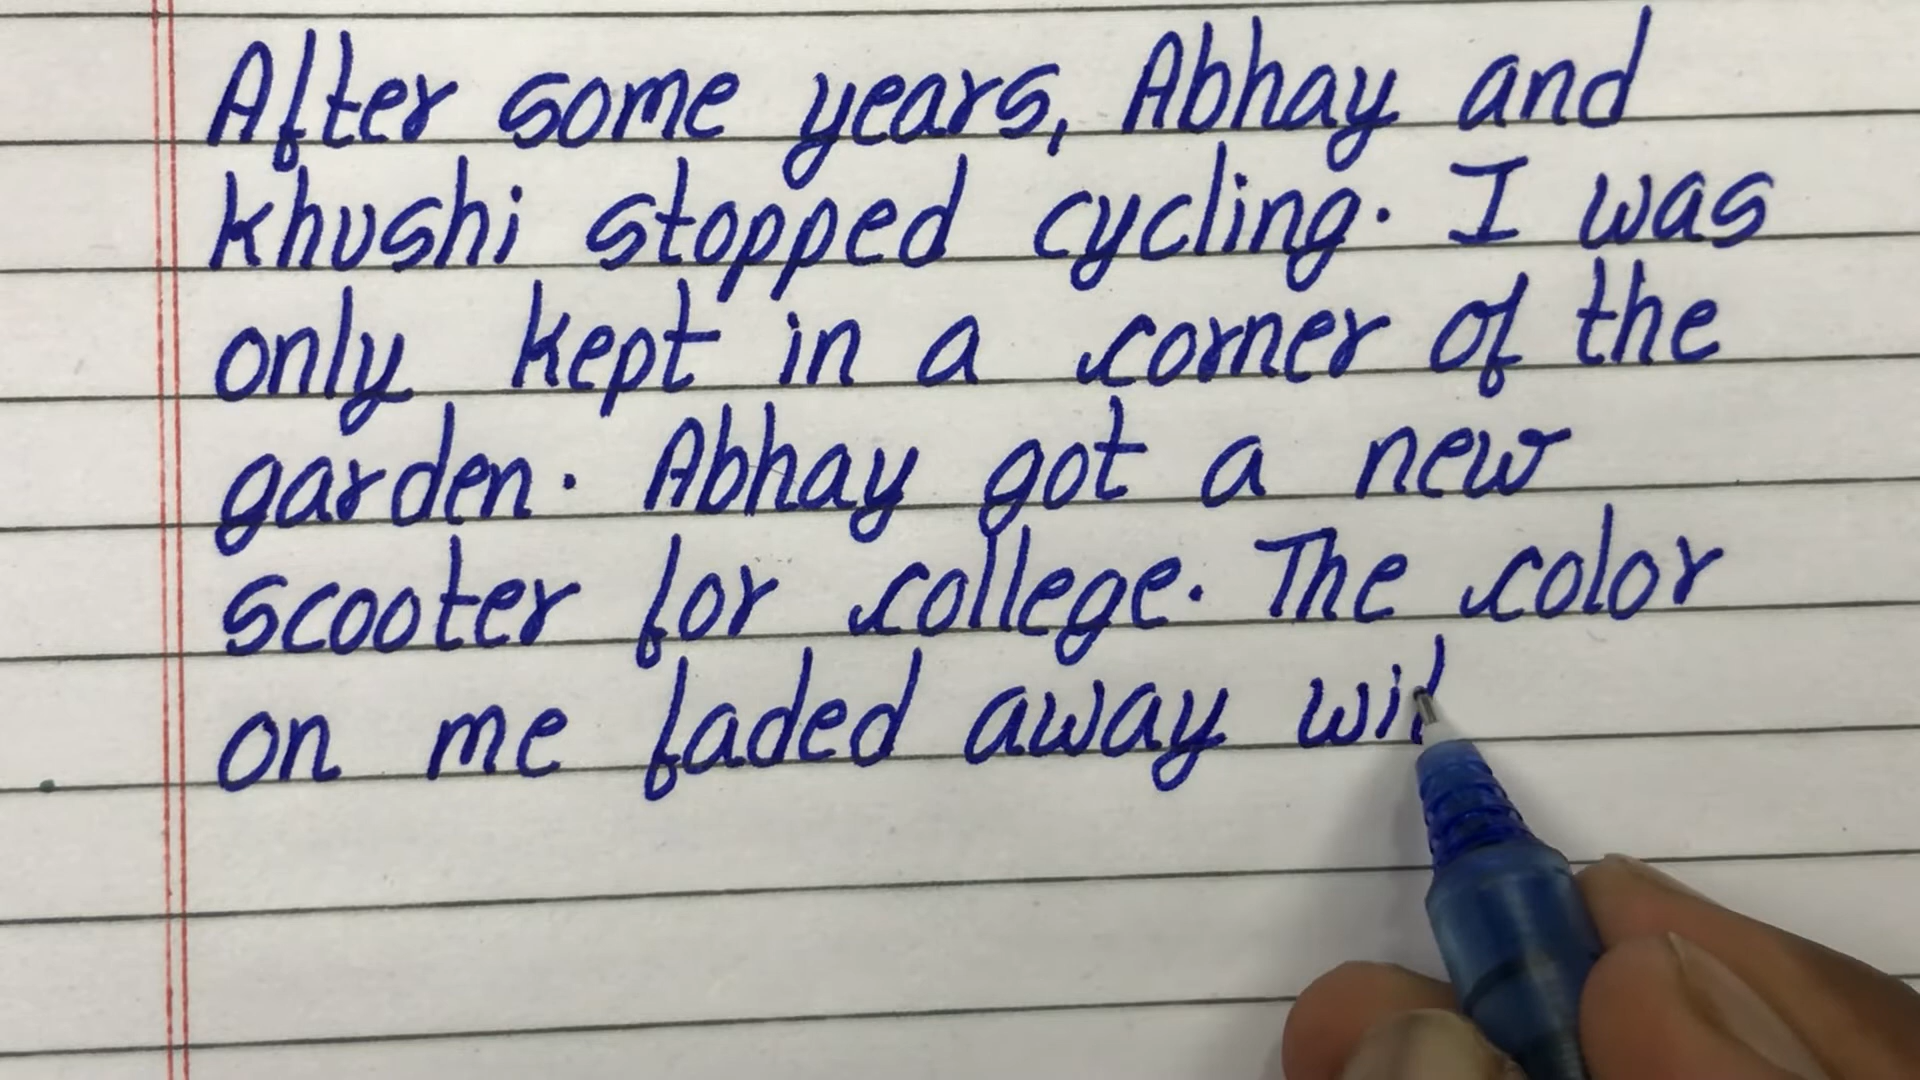 After some years, Abhay and
Khushi stopped cycling. I was
only kept in a corner of the
garden. Abhay got a new
scooter for college. The color
on me faded away